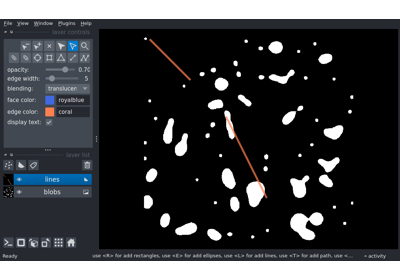 File View Window Plugins Help
layer controls
opacity: 0.70
edge width: 5
blending: translucen
face color: royalblue
edge color: coral
display text:
layer list
lines
blobs
Ready
use <R> for add rectangles, use <E> for add ellipses, use <L> for add lines, use <T> for add path, use <...
activity